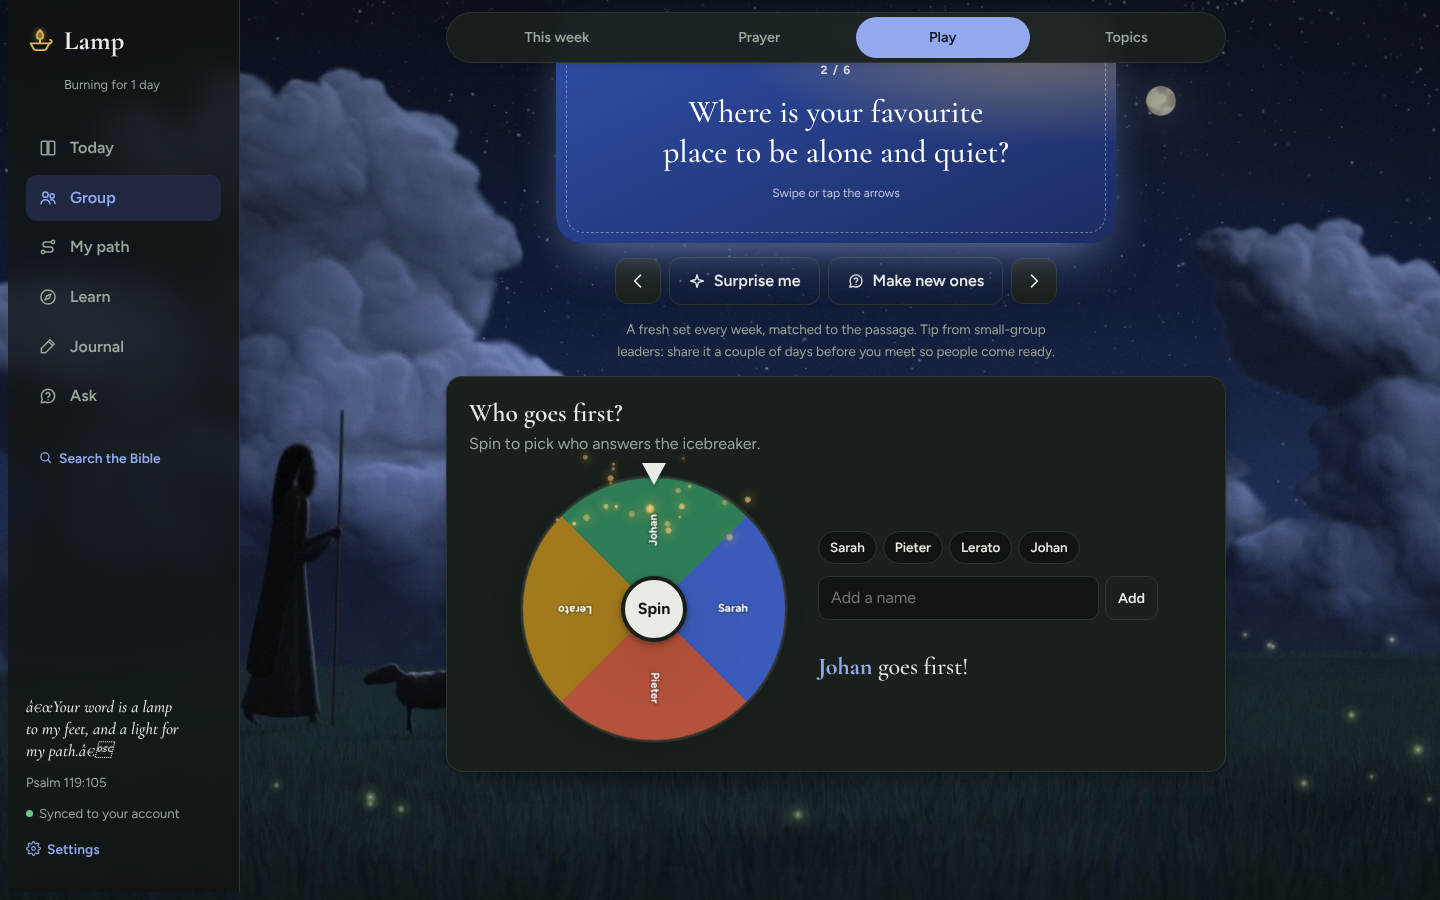 Lamp
Burning for 1 day
Today
Group
My path
Learn
Journal
Ask
Search the Bible
“Your word is a lamp
to my feet, and a light for
my path.â€
Psalm 119:105
Synced to your account
Settings
This week
Prayer
Play
Topics
2 / 6
Where is your favourite
place to be alone and quiet?
Swipe or tap the arrows
Surprise me
Make new ones
A fresh set every week, matched to the passage. Tip from small-group
leaders: share it a couple of days before you meet so people come ready.
Who goes first?
Spin to pick who answers the icebreaker.
Johan
Sarah
Pieter
Lerato
Spin
Sarah
Pieter
Lerato
Johan
Add a name
Add
Johan goes first!